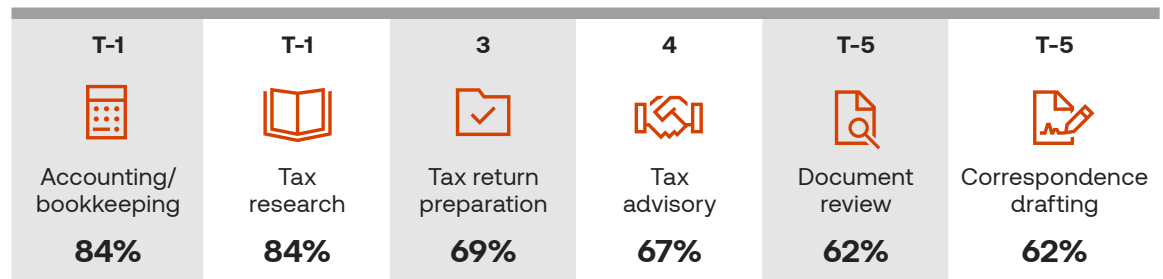 T-1
Accounting/
bookkeeping
84%
T-1
Tax
research
84%
3
Tax return
preparation
69%
4
Tax
advisory
67%
T-5
Document
review
62%
T-5
Correspondence
drafting
62%